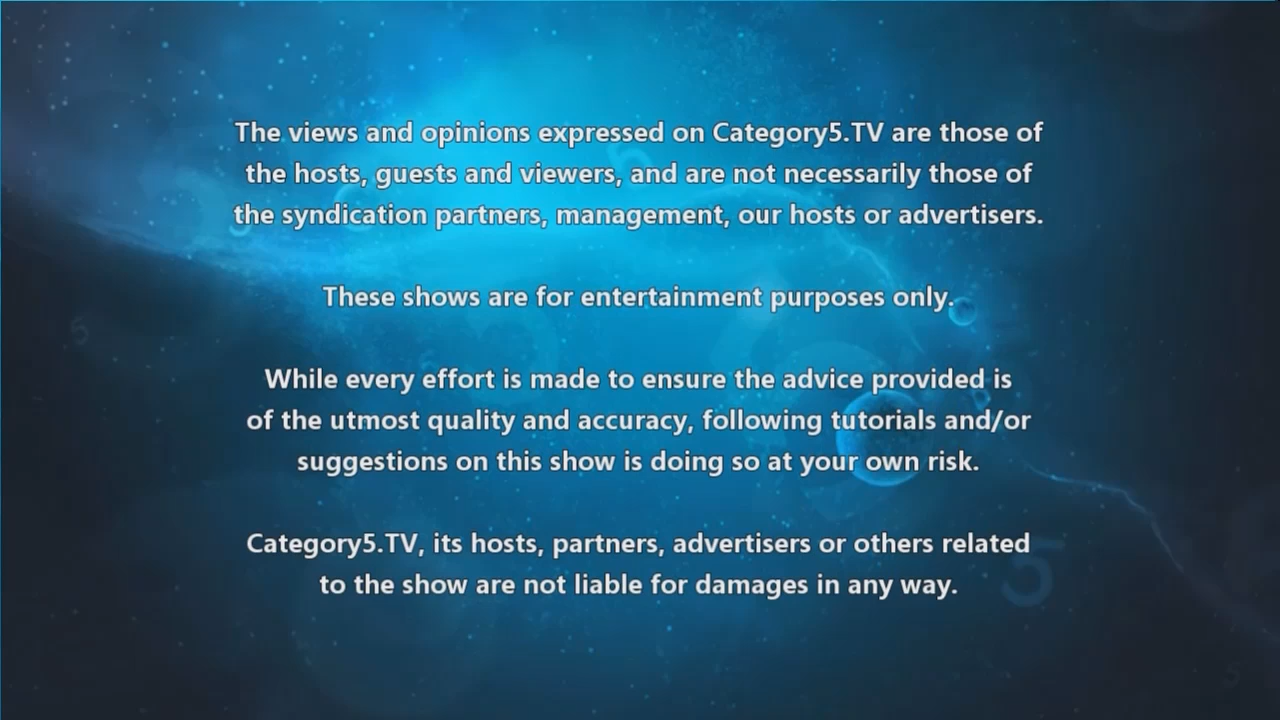 The views and opinions expressed on Category5.TV are those of
the hosts, guests and viewers, and are not necessarily those of
the syndication partners, management, our hosts or advertisers.
These shows are for entertainment purposes only.
While every effort is made to ensure the advice provided is
of the utmost quality and accuracy, following tutorials and/or
suggestions on this show is doing so at your own risk.
Category5.TV, its hosts, partners, advertisers or others related
to the show are not liable for damages in any way.